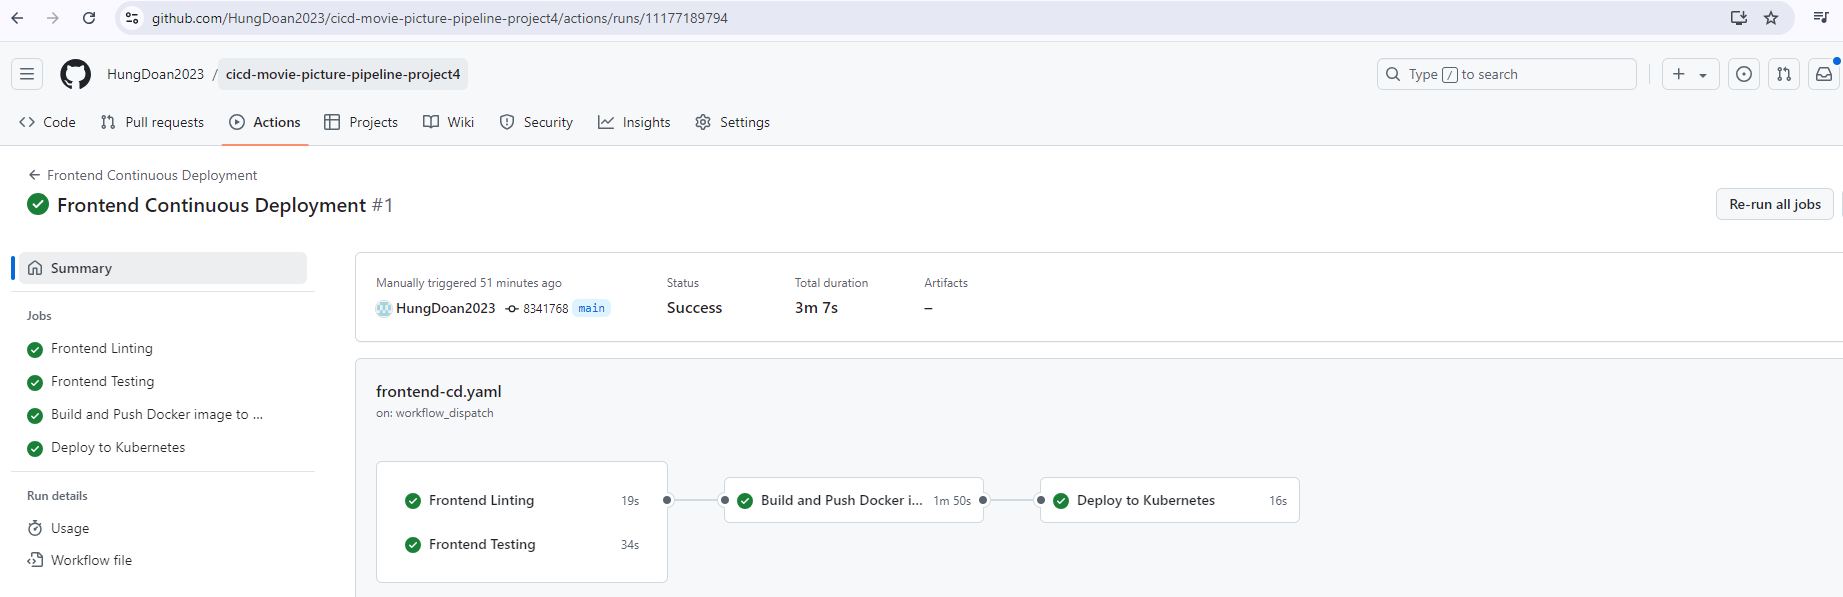 github.com/HungDoan2023/cicd-movie-picture-pipeline-project4/actions/runs/11177189794
HungDoan2023 / cicd-movie-picture-pipeline-project4
Type / to search
Code Pull requests Actions Projects Wiki Security Insights Settings
Frontend Continuous Deployment
Frontend Continuous Deployment #1
Re-run all jobs
Summary
Jobs
Frontend Linting
Frontend Testing
Build and Push Docker image to ...
Deploy to Kubernetes
Run details
Usage
Workflow file
Manually triggered 51 minutes ago Status Total duration Artifacts
HungDoan2023 8341768 main Success 3m 7s –
frontend-cd.yaml
on: workflow_dispatch
Frontend Linting 19s
Frontend Testing 34s
Build and Push Docker i... 1m 50s
Deploy to Kubernetes 16s